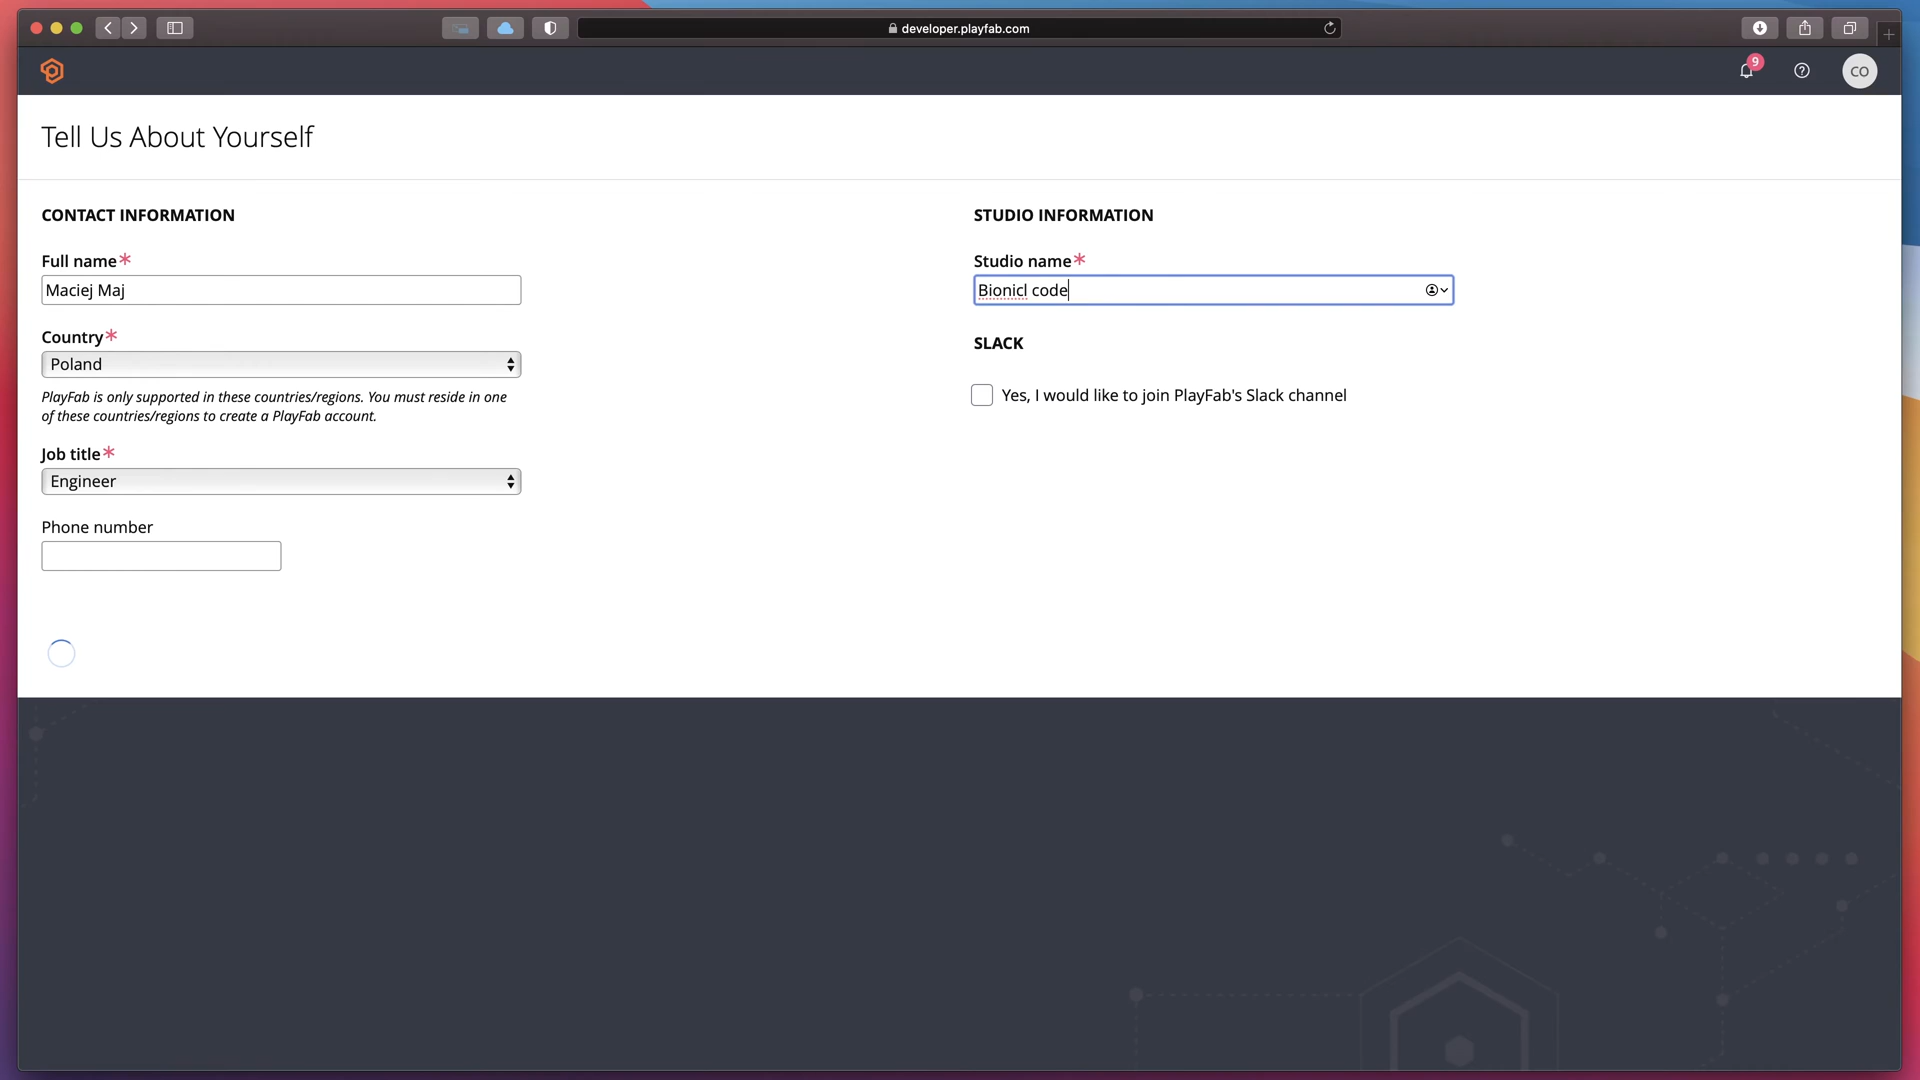 developer.playfab.com
9
CO
Tell Us About Yourself
CONTACT INFORMATION
Full name*
Maciej Maj
Country*
Poland
PlayFab is only supported in these countries/regions. You must reside in one
of these countries/regions to create a PlayFab account.
Job title*
Engineer
Phone number
STUDIO INFORMATION
Studio name*
Bionicl code
SLACK
Yes, I would like to join PlayFab's Slack channel